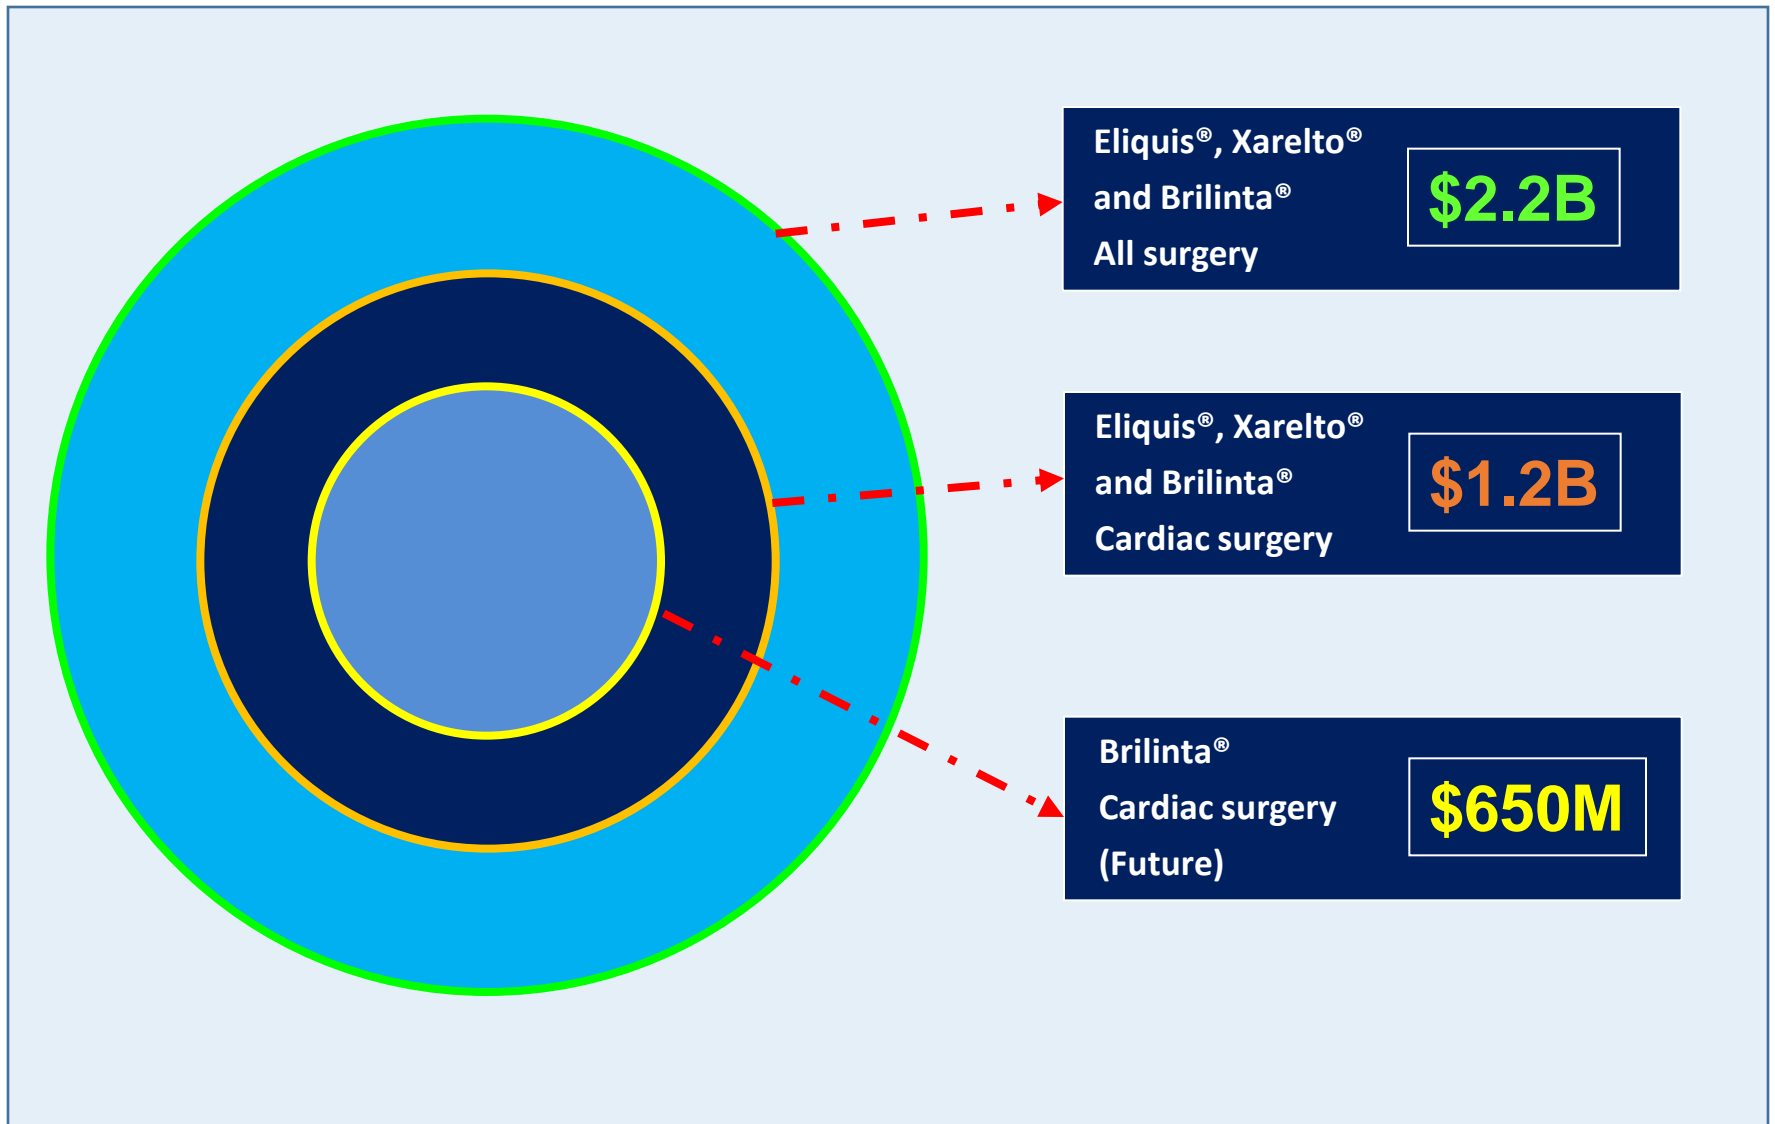 Eliquis®, Xarelto®
and Brilinta®
All surgery
$2.2B
Eliquis®, Xarelto®
and Brilinta®
Cardiac surgery
$1.2B
Brilinta®
Cardiac surgery
(Future)
$650M